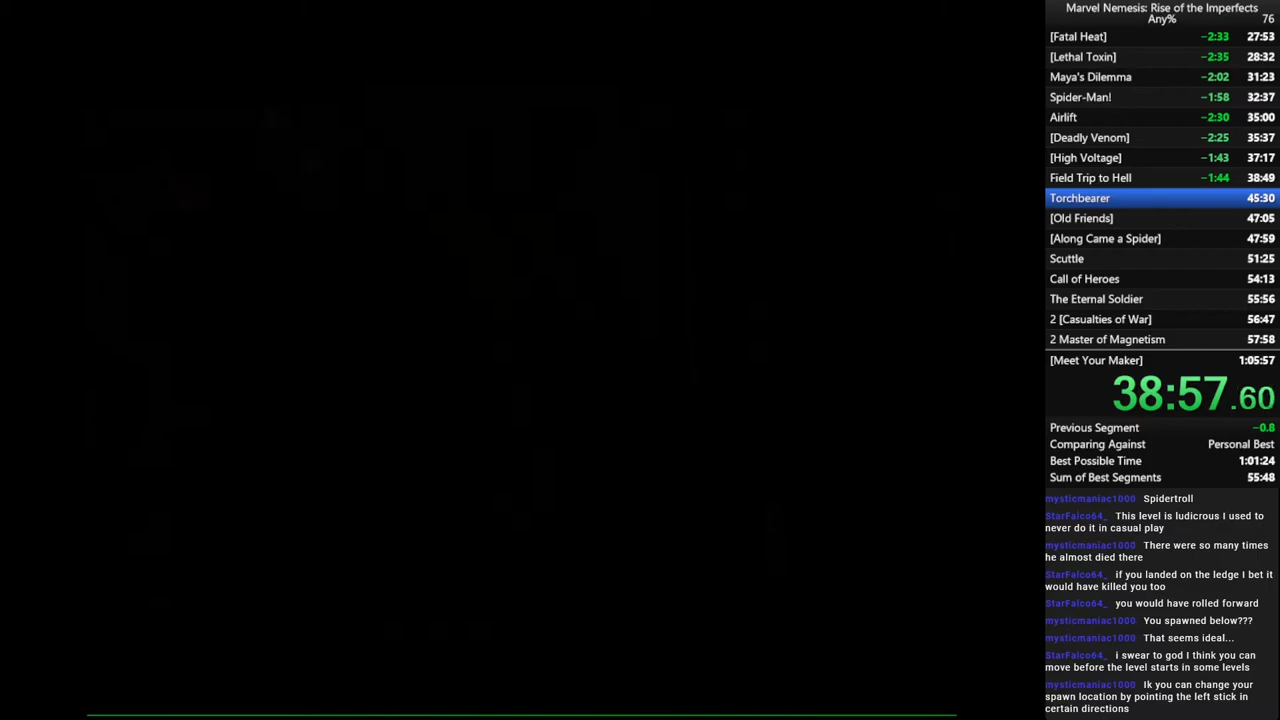 Marvel Nemesis: Rise of the Imperfects
Any% 76
[Fatal Heat] −2:33 27:53
[Lethal Toxin] −2:35 28:32
Maya's Dilemma −2:02 31:23
Spider-Man! −1:58 32:37
Airlift −2:30 35:00
[Deadly Venom] −2:25 35:37
[High Voltage] −1:43 37:17
Field Trip to Hell −1:44 38:49
Torchbearer 45:30
[Old Friends] 47:05
[Along Came a Spider] 47:59
Scuttle 51:25
Call of Heroes 54:13
The Eternal Soldier 55:56
2 [Casualties of War] 56:47
2 Master of Magnetism 57:58
[Meet Your Maker] 1:05:57
38:57.60
Previous Segment −0.8
Comparing Against Personal Best
Best Possible Time 1:01:24
Sum of Best Segments 55:48
mysticmaniac1000 Spidertroll
StarFalco64_ This level is ludicrous I used to
never do it in casual play
mysticmaniac1000 There were so many times
he almost died there
StarFalco64_ if you landed on the ledge I bet it
would have killed you too
StarFalco64_ you would have rolled forward
mysticmaniac1000 You spawned below???
mysticmaniac1000 That seems ideal...
StarFalco64_ i swear to god I think you can
move before the level starts in some levels
mysticmaniac1000 Ik you can change your
spawn location by pointing the left stick in
certain directions